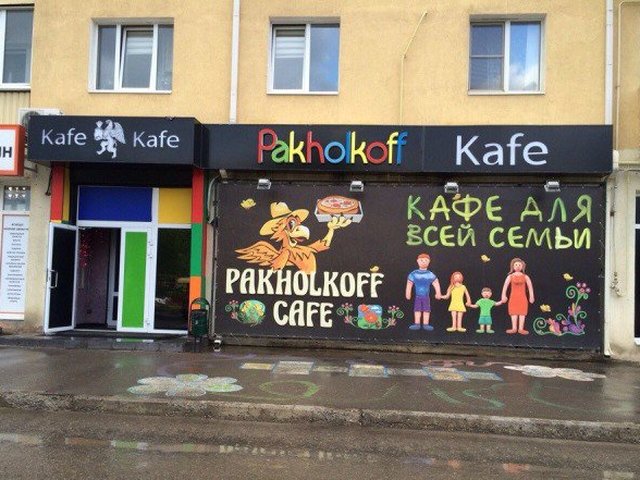 Kafe Kafe
Pakholkoff Kafe
КАФЕ ДЛЯ
ВСЕЙ СЕМЬИ
PAKHOLKOFF
CAFE